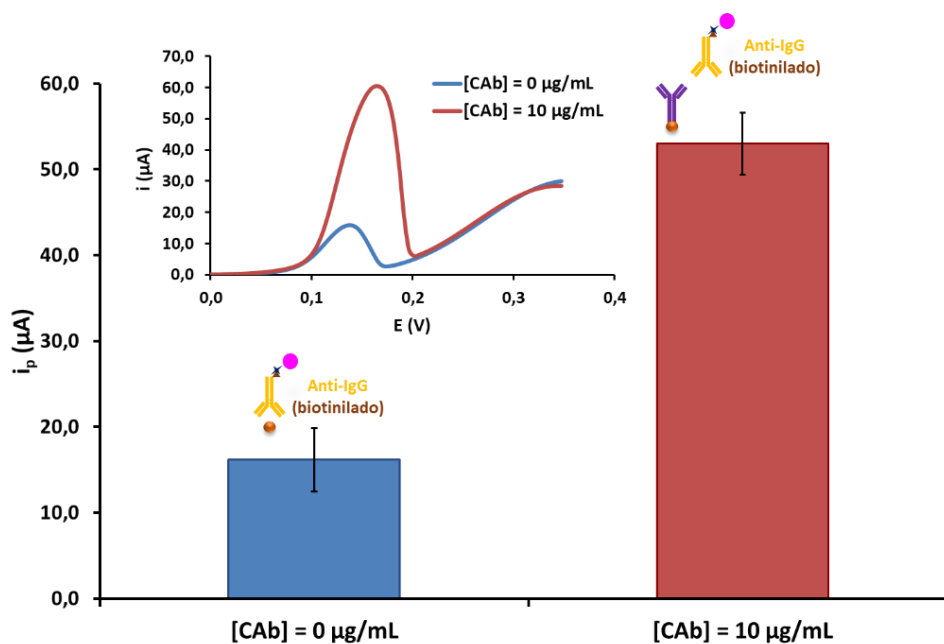 70,0
60,0
50,0
40,0
30,0
20,0
10,0
0,0
i (µA)
0,0 0,1 0,2 0,3 0,4
E (V)
[CAb] = 0 µg/mL
[CAb] = 10 µg/mL
Anti-IgG
(biotinilado)
60,0
50,0
40,0
30,0
20,0
10,0
0,0
iₚ (µA)
Anti-IgG
(biotinilado)
[CAb] = 0 µg/mL [CAb] = 10 µg/mL